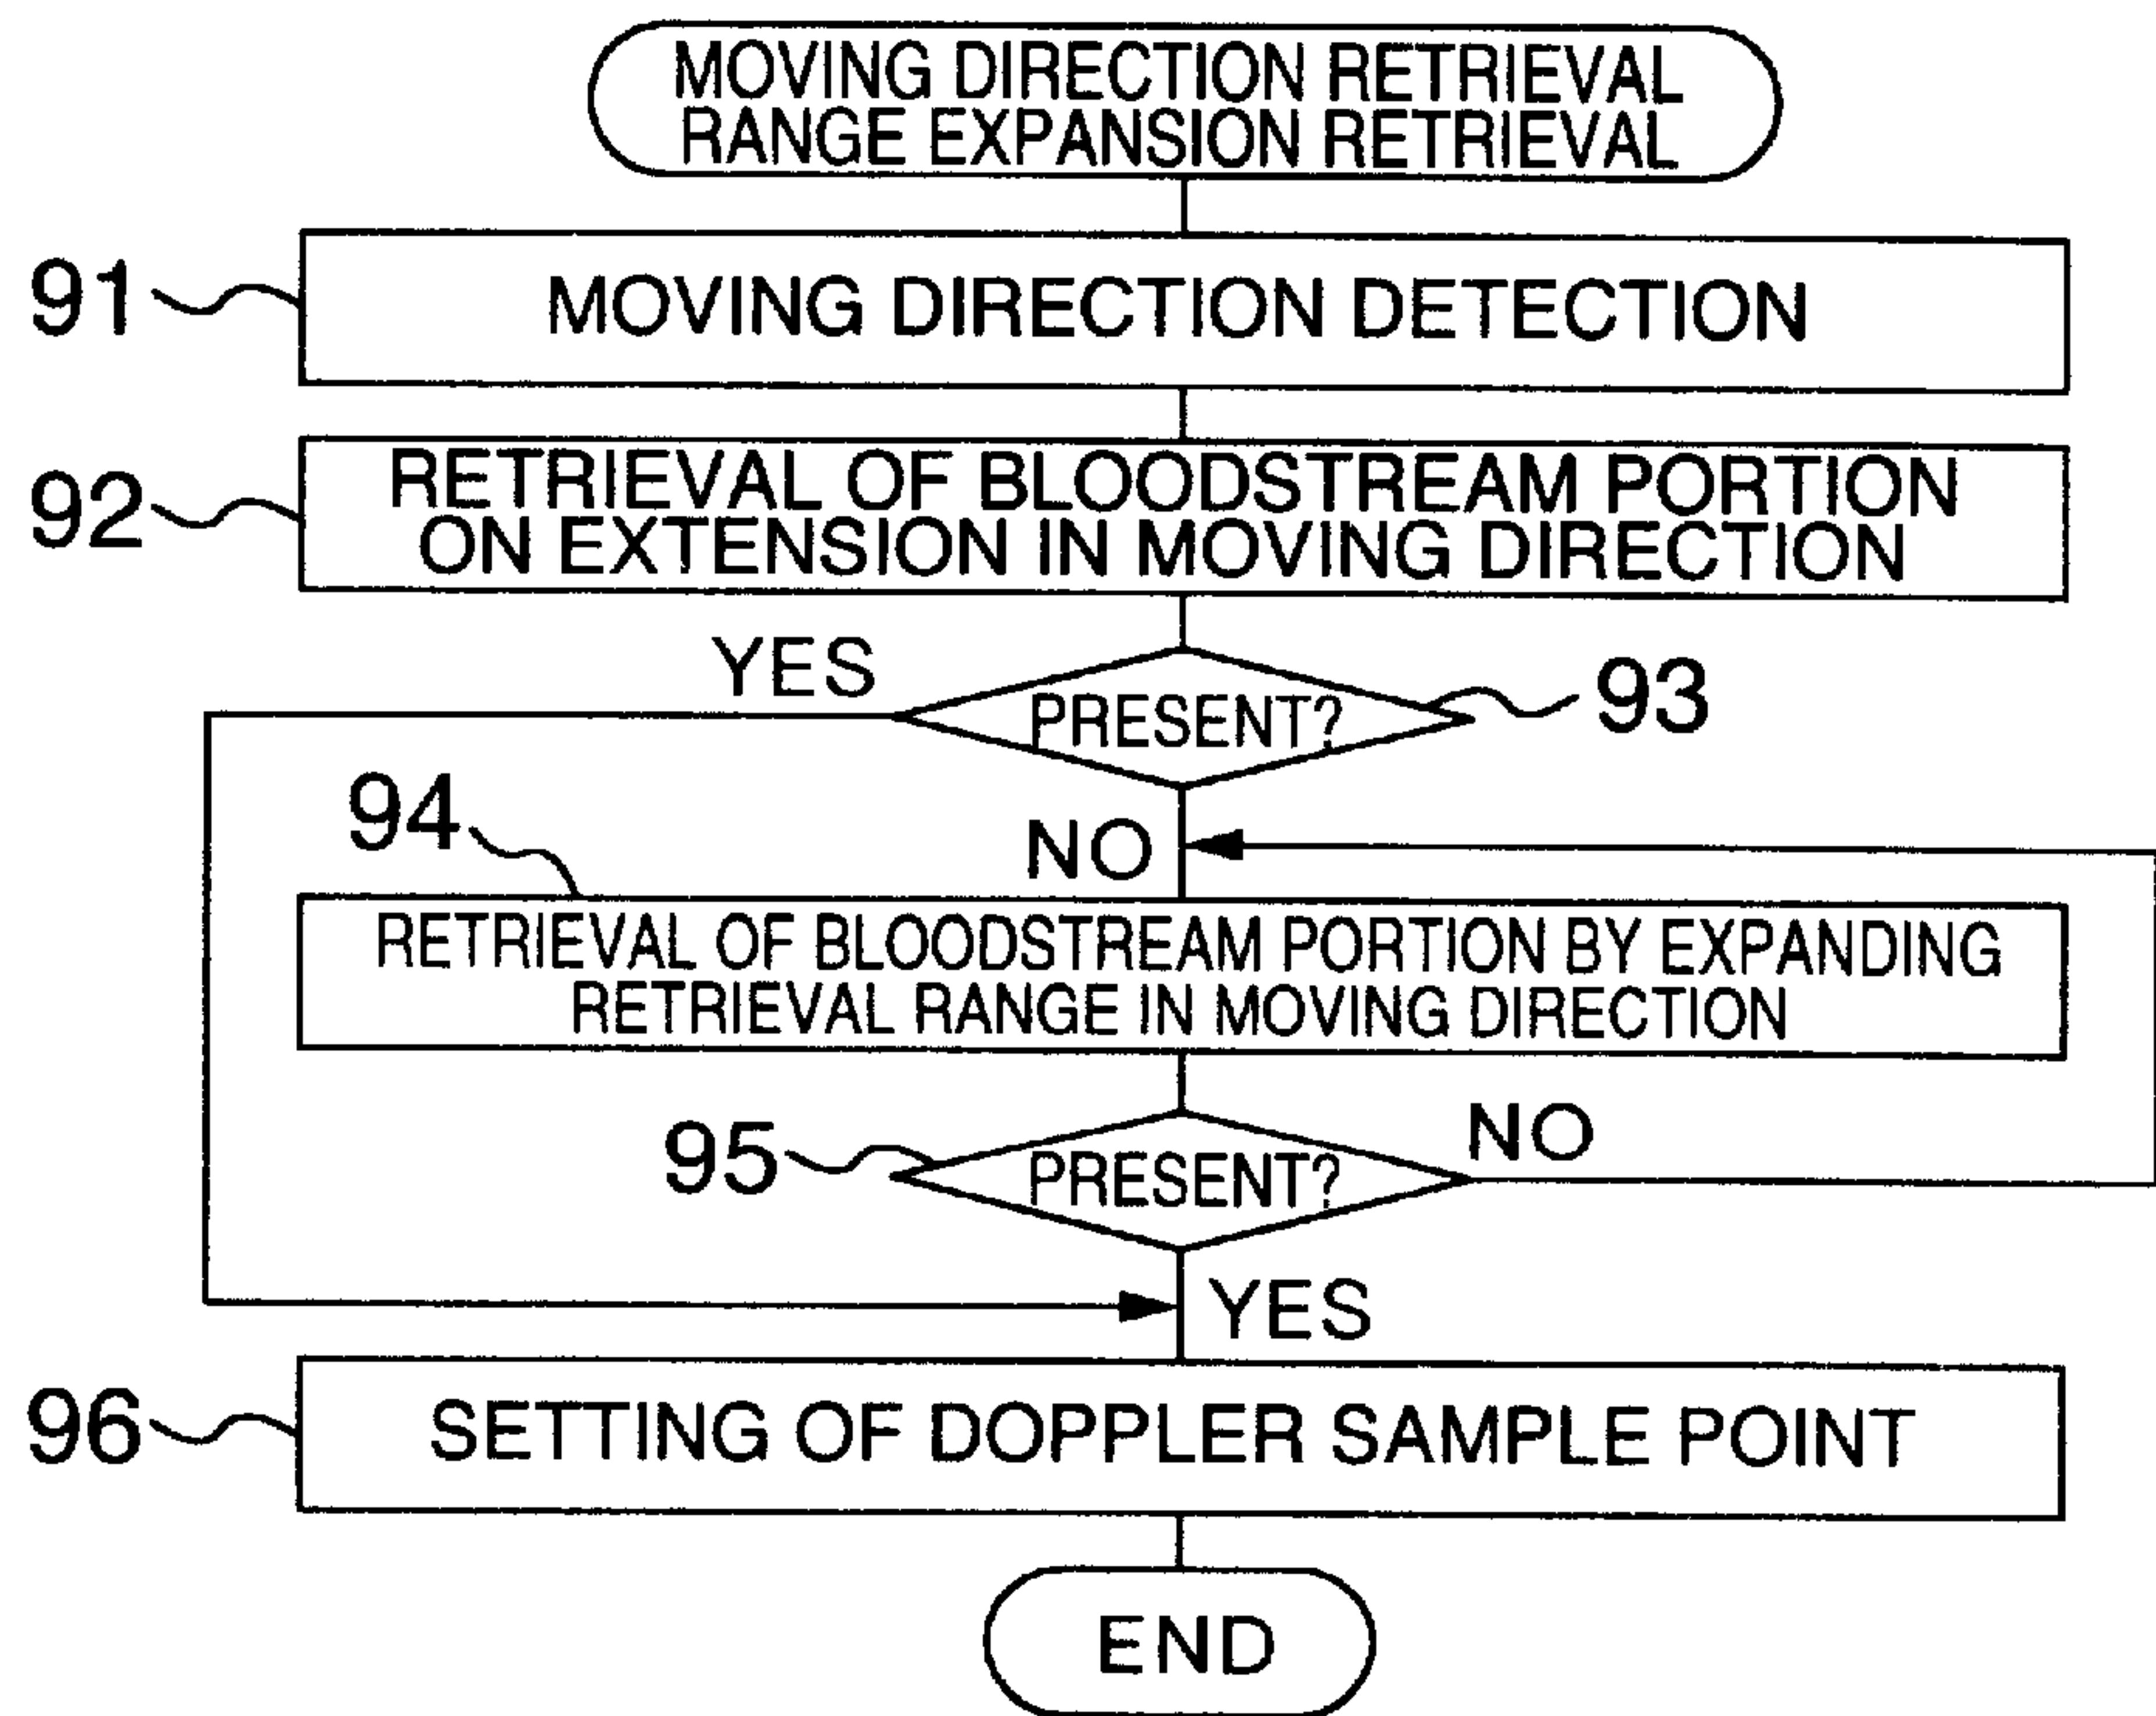 MOVING DIRECTION RETRIEVAL
RANGE EXPANSION RETRIEVAL
91
MOVING DIRECTION DETECTION
92
RETRIEVAL OF BLOODSTREAM PORTION
ON EXTENSION IN MOVING DIRECTION
YES
PRESENT?
93
94
NO
RETRIEVAL OF BLOODSTREAM PORTION BY EXPANDING
RETRIEVAL RANGE IN MOVING DIRECTION
95
PRESENT?
NO
YES
96
SETTING OF DOPPLER SAMPLE POINT
END